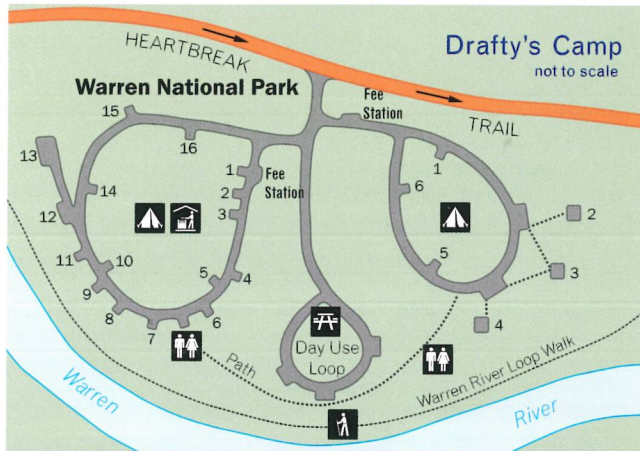 HEARTBREAK
Drafty's Camp
not to scale
Warren National Park
Fee
Station
TRAIL
15
16
13
1
Fee
Station
2
3
14
12
11
10
9
8
7
6
5
4
1
6
2
5
3
4
Day Use
Loop
Path
Warren River Loop Walk
Warren
River